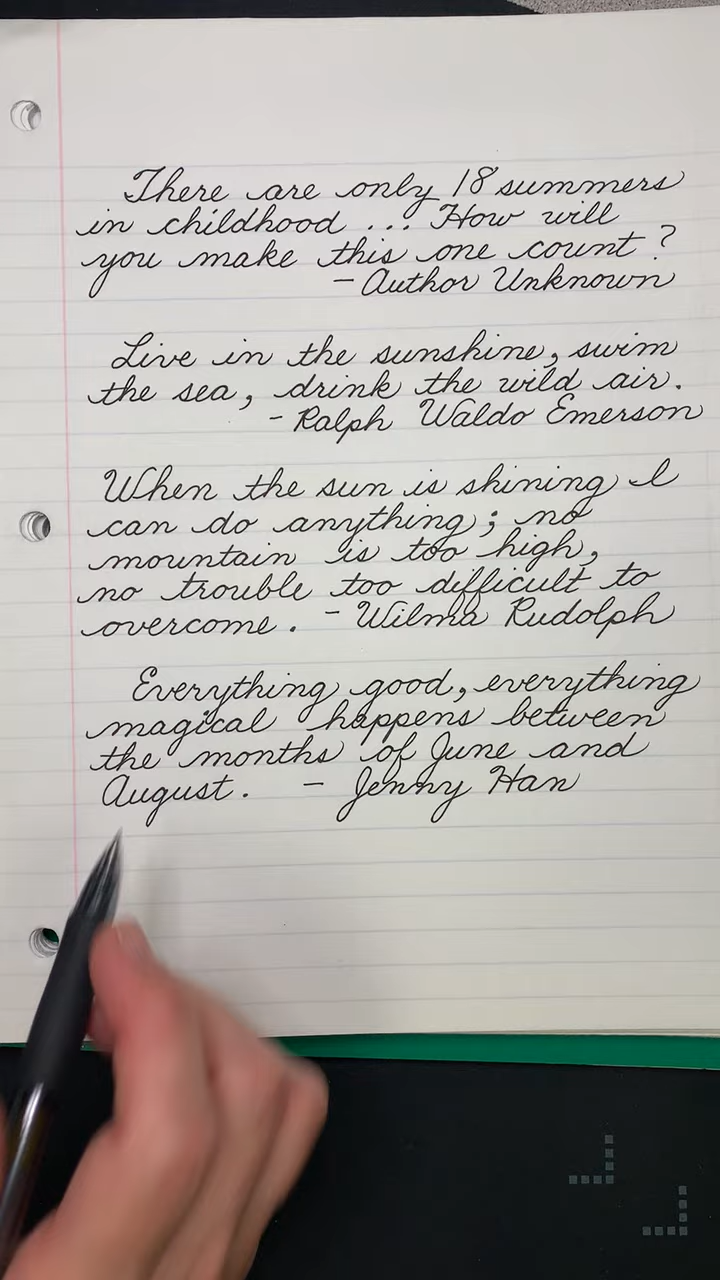 There are only 18 summers
in childhood ... How will
you make this one count?
- Author Unknown
Live in the sunshine, swim
the sea, drink the wild air.
- Ralph Waldo Emerson
When the sun is shining I
can do anything; no
mountain is too high,
no trouble too difficult to
overcome. - Wilma Rudolph
Everything good, everything
magical happens between
the months of June and
August. - Jenny Han